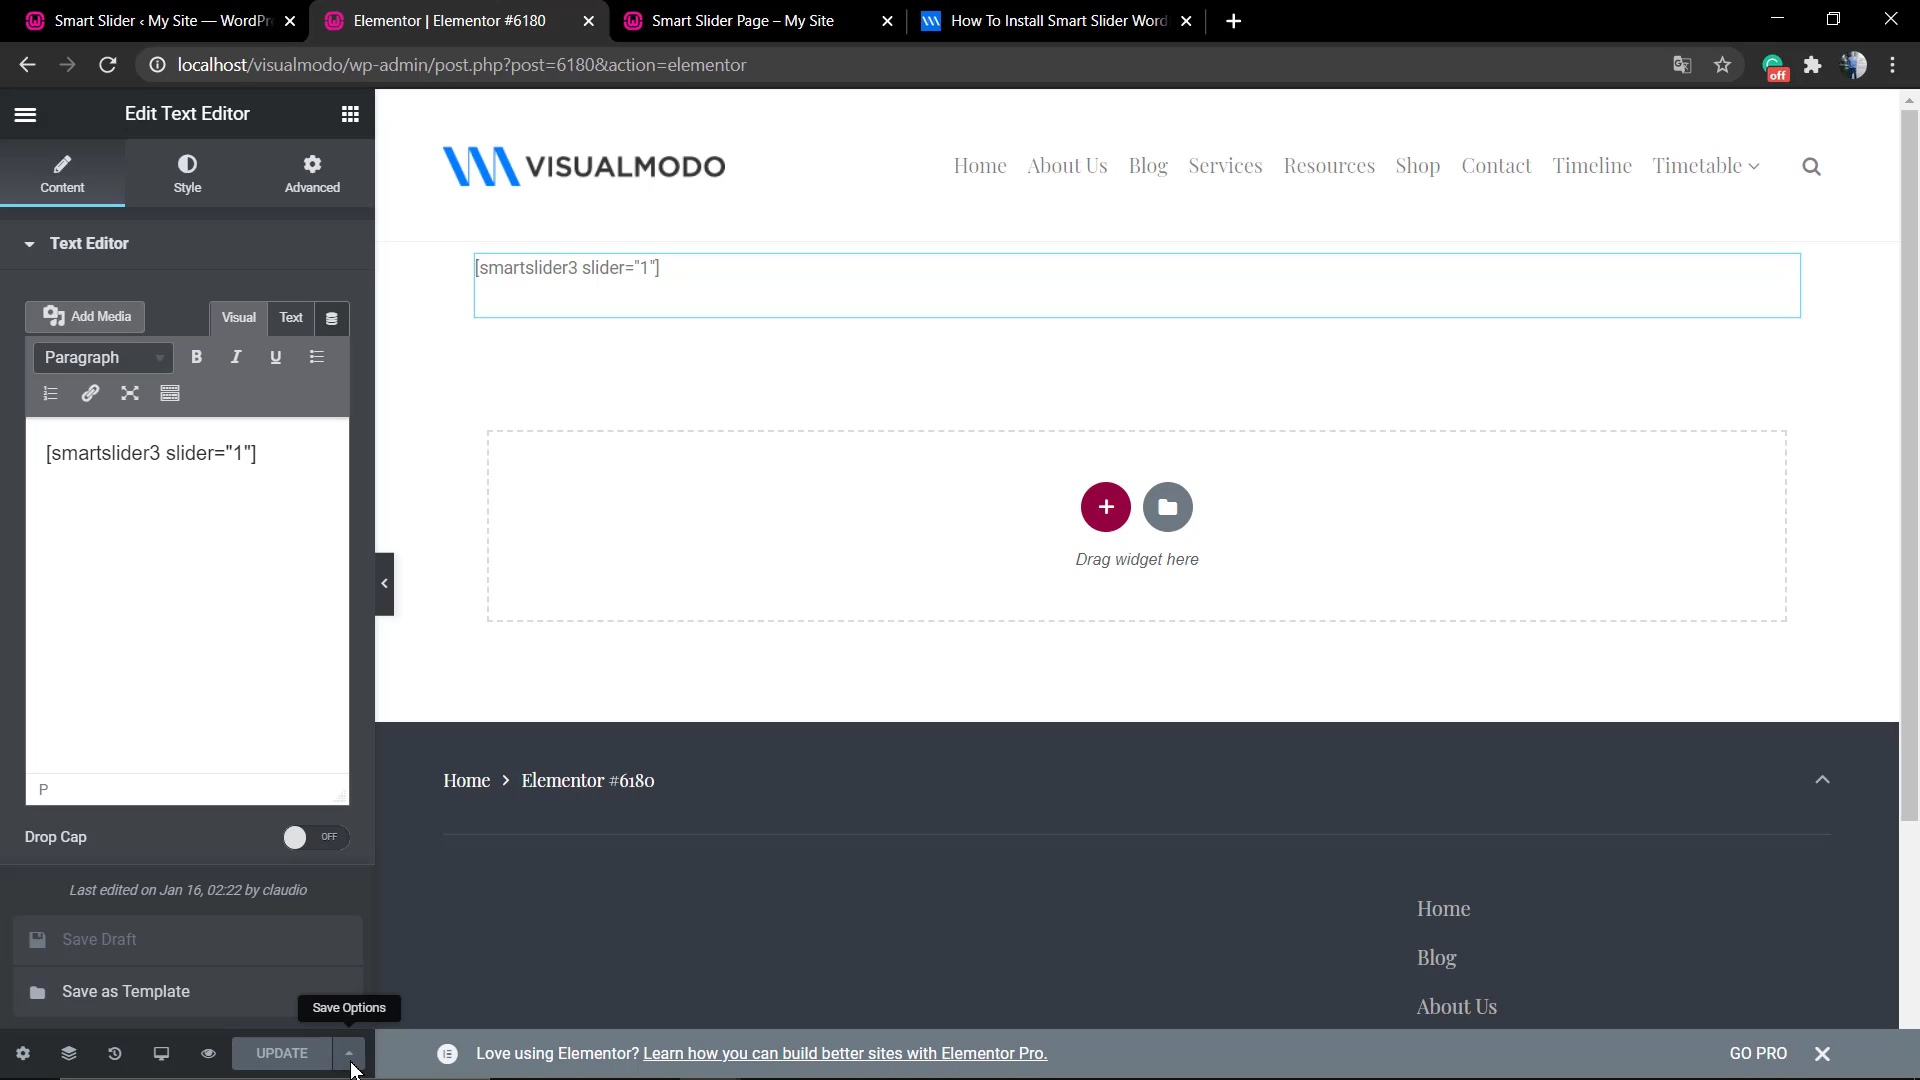 Smart Slider ‹ My Site — WordPr
Elementor | Elementor #6180
Smart Slider Page – My Site
How To Install Smart Slider Word
localhost/visualmodo/wp-admin/post.php?post=6180&action=elementor
off
Edit Text Editor
Content
Style
Advanced
Text Editor
Add Media
Visual
Text
Paragraph
B
I
U
[smartslider3 slider="1"]
P
Drop Cap
OFF
Last edited on Jan 16, 02:22 by claudio
Save Draft
Save as Template
Save Options
UPDATE
VISUALMODO
Home About Us Blog Services Resources Shop Contact Timeline Timetable
[smartslider3 slider="1"]
Drag widget here
Home > Elementor #6180
Home
Blog
About Us
Love using Elementor? Learn how you can build better sites with Elementor Pro.
GO PRO